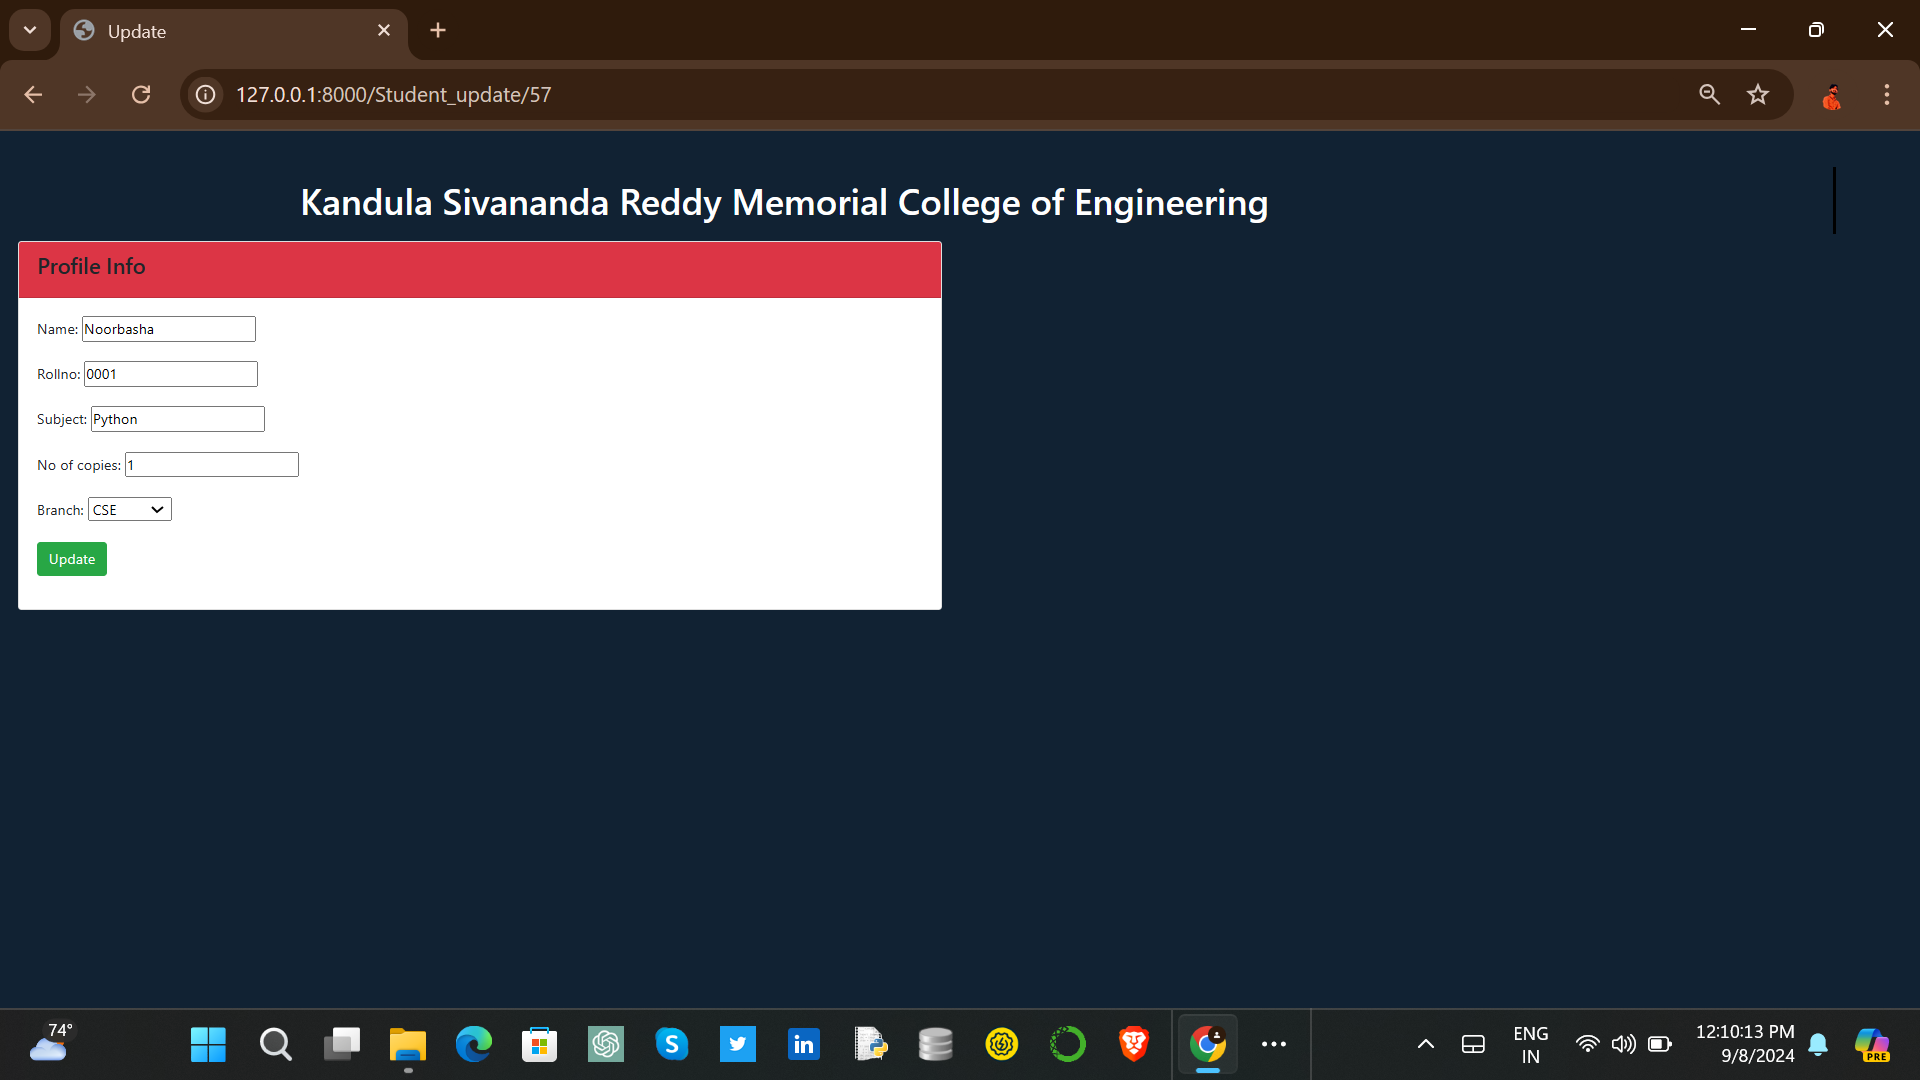 Update
127.0.0.1:8000/Student_update/57
Kandula Sivananda Reddy Memorial College of Engineering
Profile Info
Name: Noorbasha
Rollno: 0001
Subject: Python
No of copies: 1
Branch: CSE
Update
74°
S
in
ENG
IN
12:10:13 PM
9/8/2024
PRE